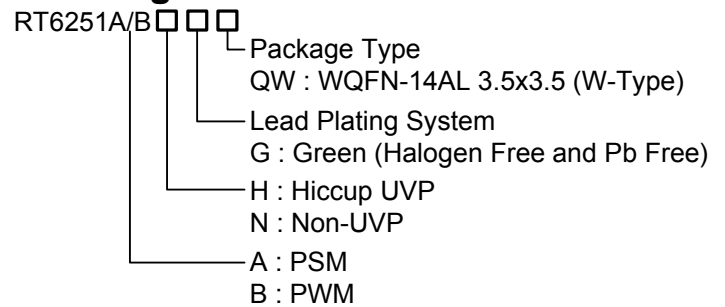 RT6251A/B
Package Type
QW : WQFN-14AL 3.5x3.5 (W-Type)
Lead Plating System
G : Green (Halogen Free and Pb Free)
H : Hiccup UVP
N : Non-UVP
A : PSM
B : PWM